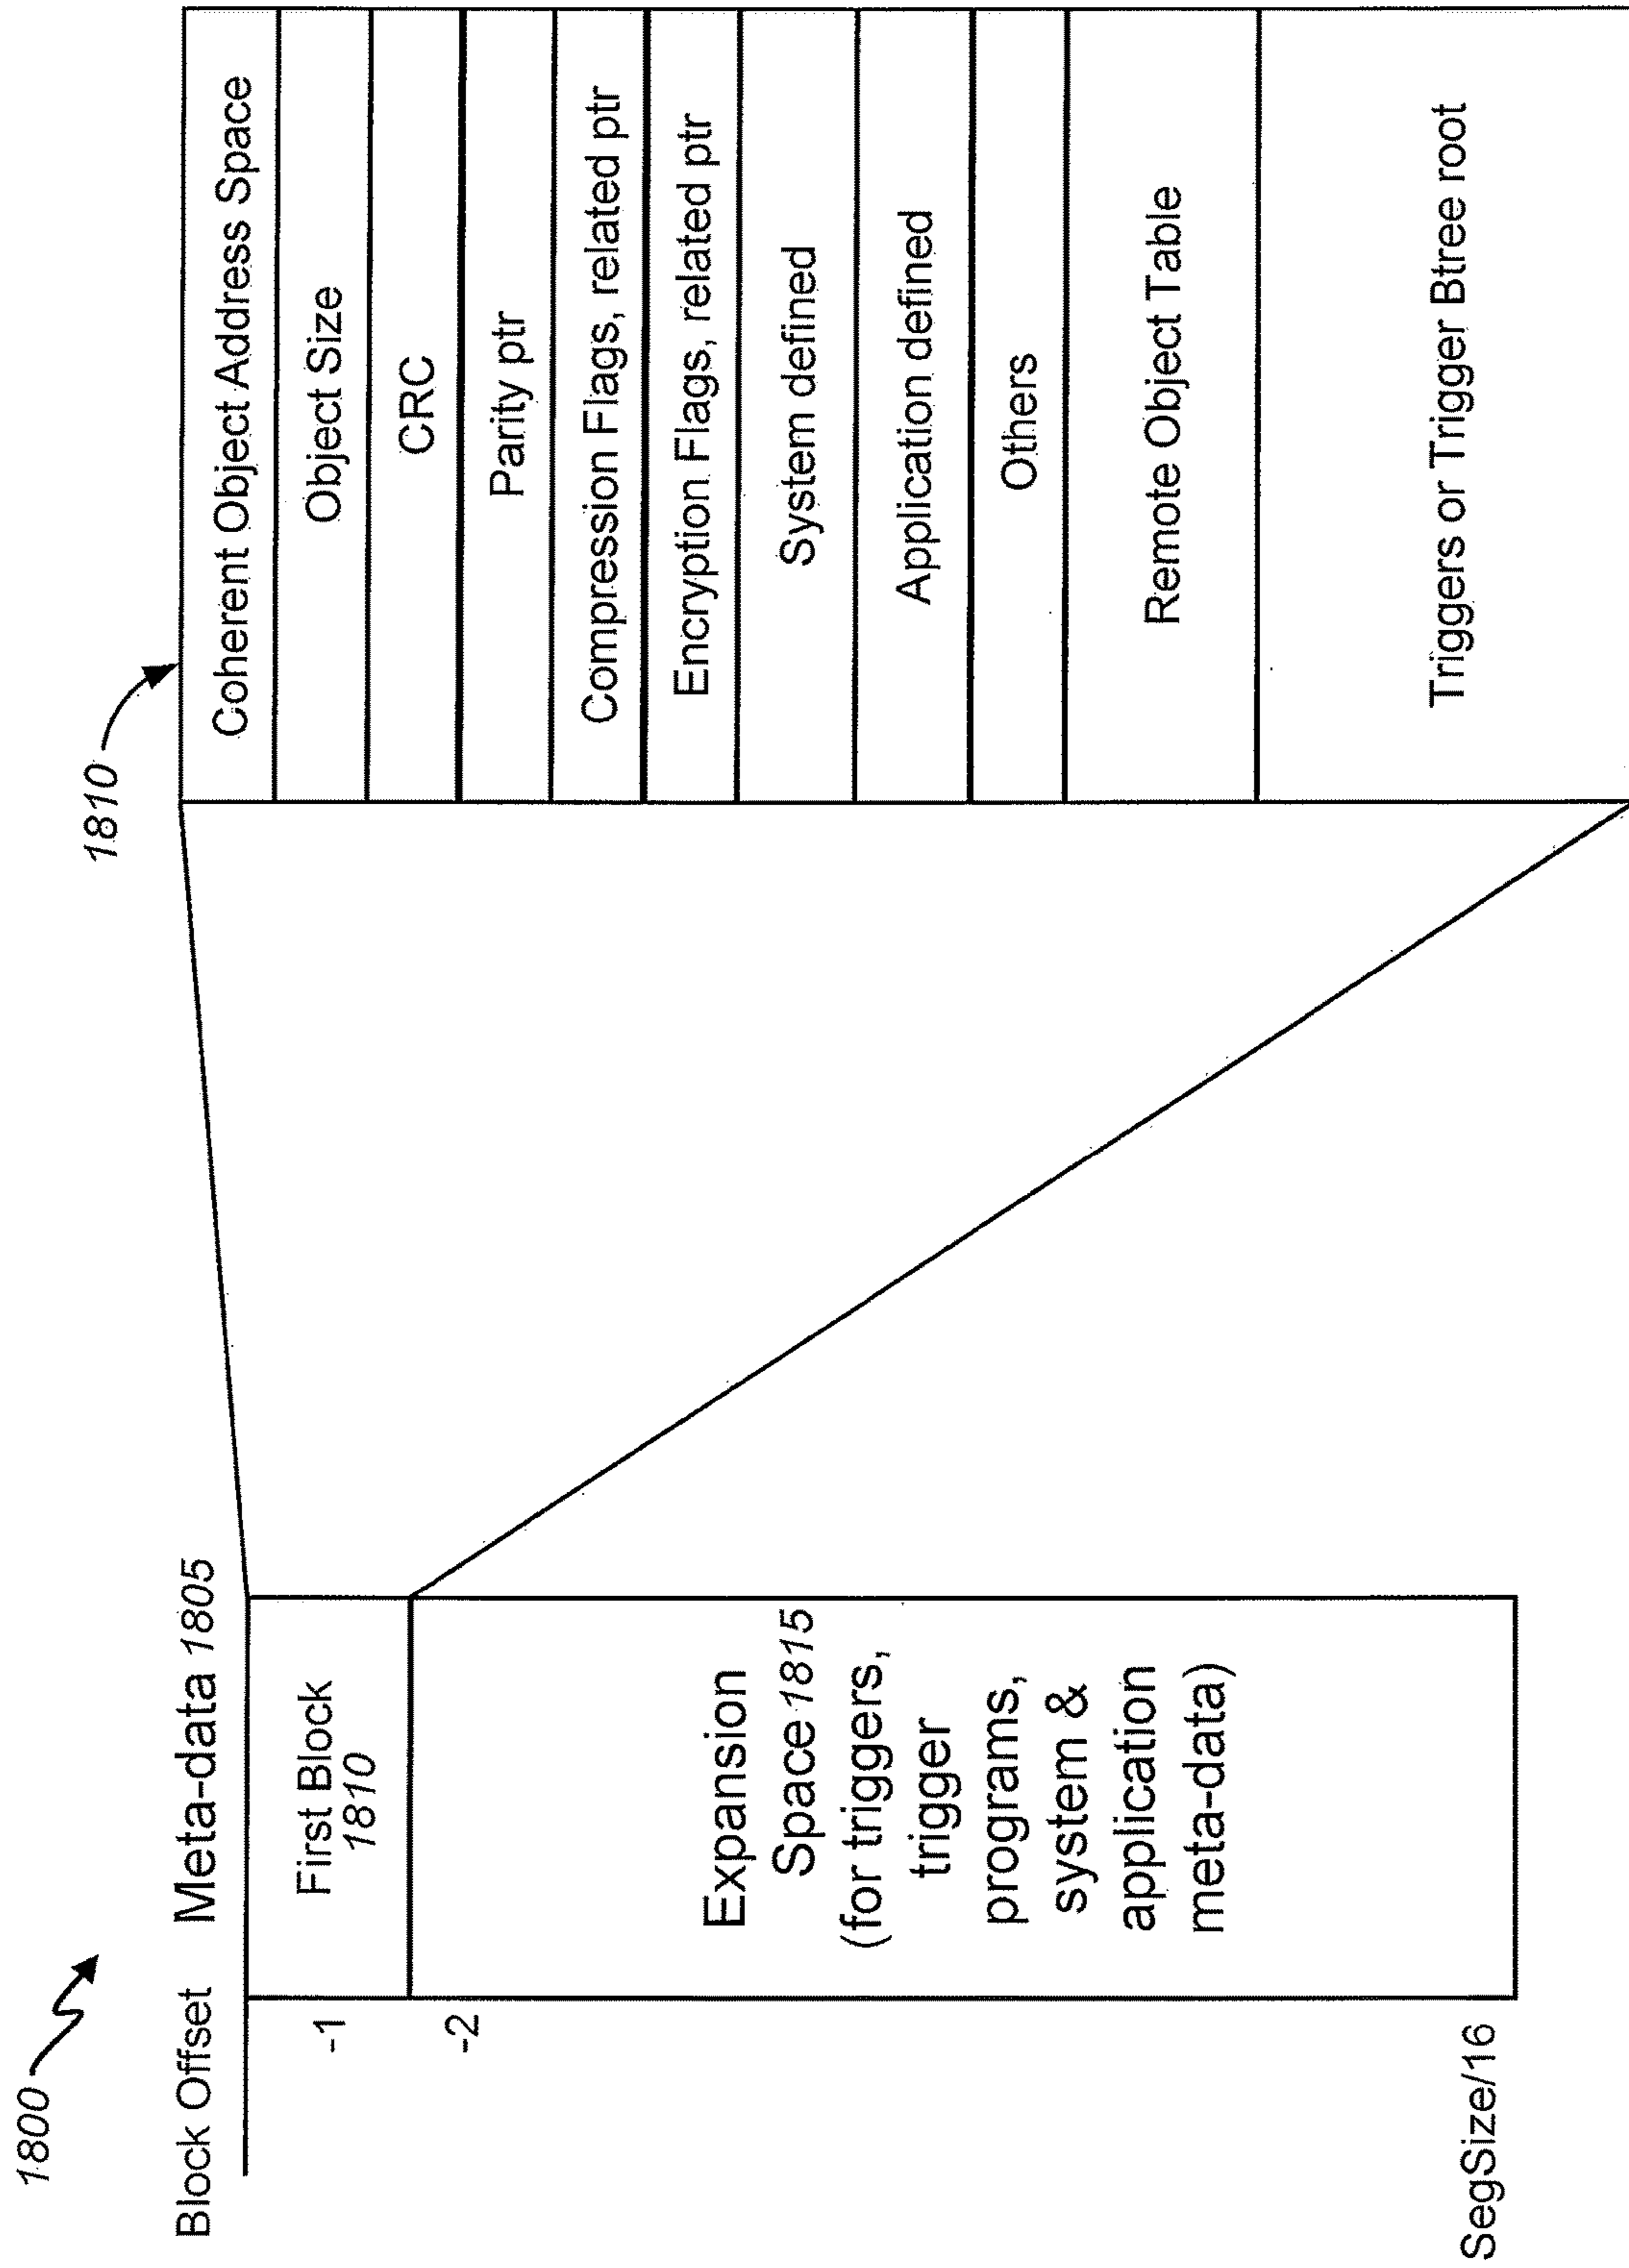 1800
Block Offset
Meta-data 1805
-1
First Block
1810
-2
Expansion
Space 1815
(for triggers,
trigger
programs,
system &
application
meta-data)
SegSize/16
1810
Coherent Object Address Space
Object Size
CRC
Parity ptr
Compression Flags, related ptr
Encryption Flags, related ptr
System defined
Application defined
Others
Remote Object Table
Triggers or Trigger Btree root